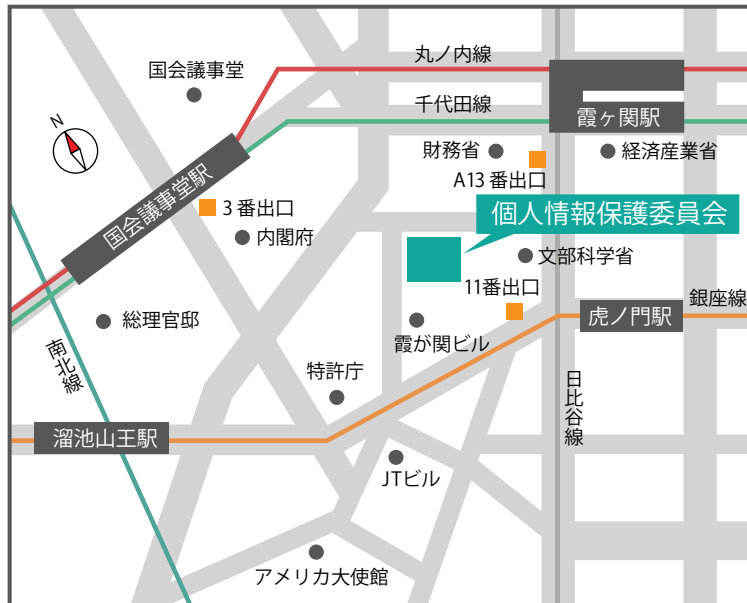 丸ノ内線
国会議事堂
千代田線
霞ヶ関駅
N
財務省
経済産業省
A13番出口
国会議事堂駅
3番出口
個人情報保護委員会
内閣府
文部科学省
11番出口
銀座線
総理官邸
虎ノ門駅
霞が関ビル
南北線
特許庁
日比谷線
溜池山王駅
JTビル
アメリカ大使館